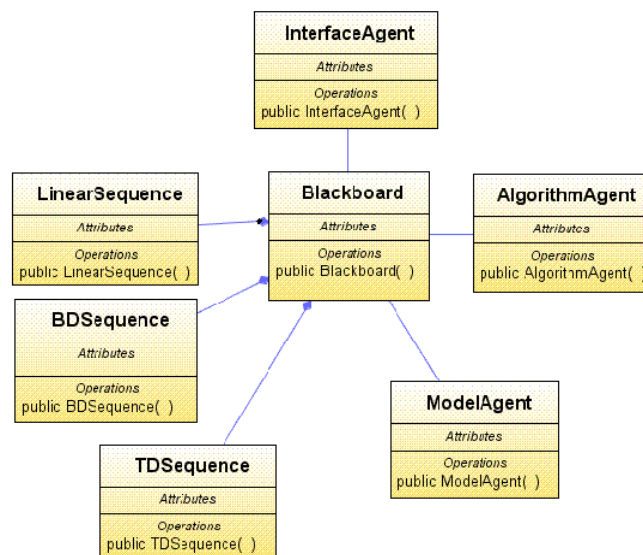 InterfaceAgent
Attributes
Operations
public InterfaceAgent( )
LinearSequence
Attributes
Operations
public LinearSequence( )
Blackboard
Attributes
Operations
public Blackboard( )
AlgorithmAgent
Attributes
Operations
public AlgorithmAgent( )
BDSequence
Attributes
Operations
public BDSequence( )
ModelAgent
Attributes
Operations
public ModelAgent( )
TDSequence
Attributes
Operations
public TDSequence( )